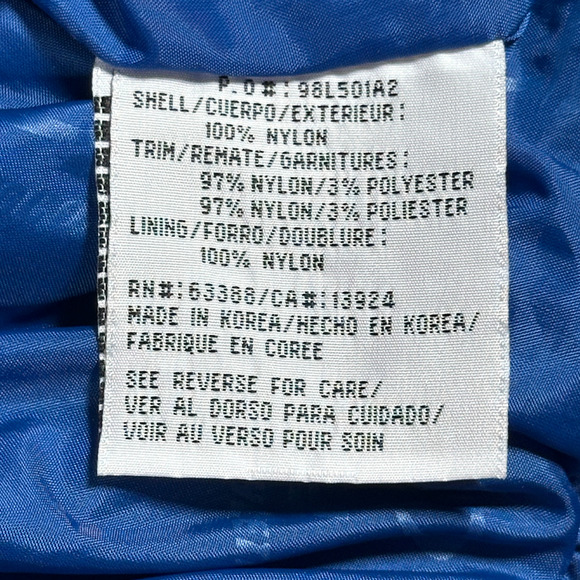 P.O#: 98L501A2
SHELL/CUERPO/EXTERIEUR:
100% NYLON
TRIM/REMATE/GARNITURES:
97% NYLON/3% POLYESTER
97% NYLON/3% POLIESTER
LINING/FORRO/DOUBLURE:
100% NYLON
RN#:63388/CA#:13924
MADE IN KOREA/HECHO EN KOREA/
FABRIQUE EN COREE
SEE REVERSE FOR CARE/
VER AL DORSO PARA CUIDADO/
VOIR AU VERSO POUR SOIN